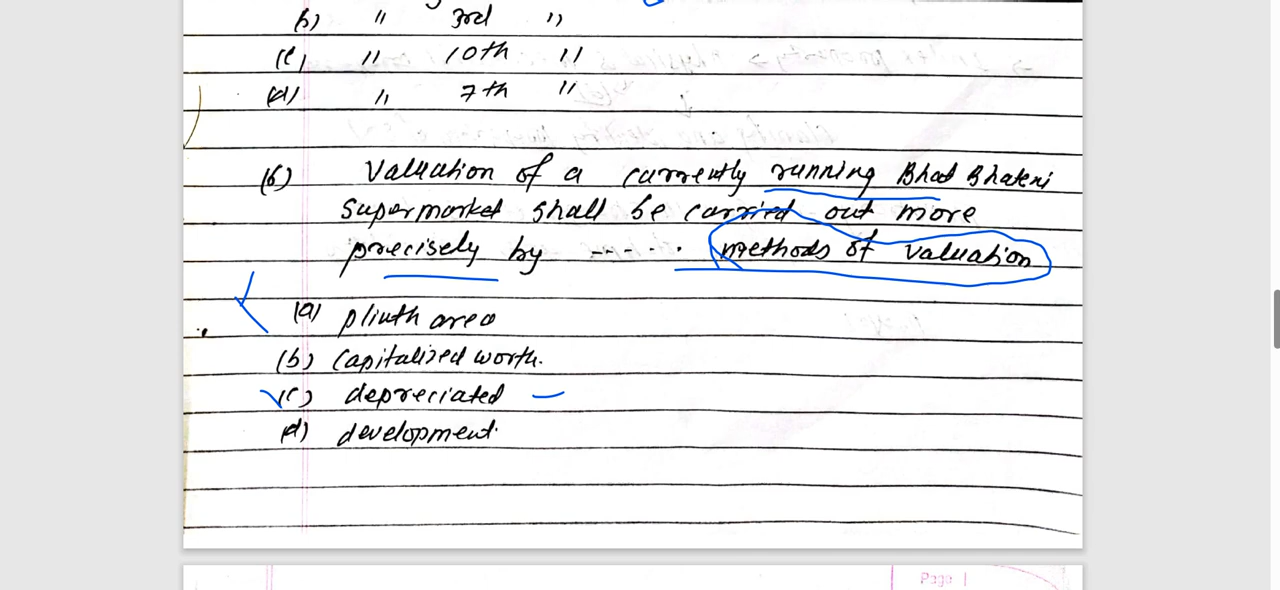 (b) " 3rd "
(c) " 10th "
(d) " 7th "
(6) Valuation of a currently running Bhat Bhateni
supermarket shall be carried out more
precisely by ----. methods of valuation
(a) plinth area
(b) Capitalized worth.
(c) depreciated -
(d) development.
Page |